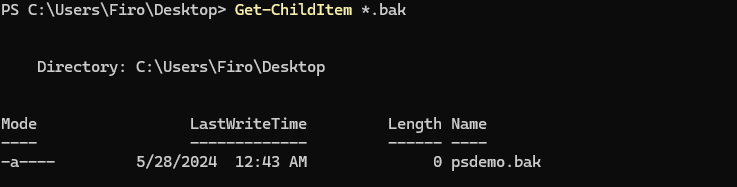 PS C:\Users\Firo\Desktop> Get-ChildItem *.bak
Directory: C:\Users\Firo\Desktop
Mode LastWriteTime Length Name
---- ------------- ------ ----
-a---- 5/28/2024 12:43 AM 0 psdemo.bak